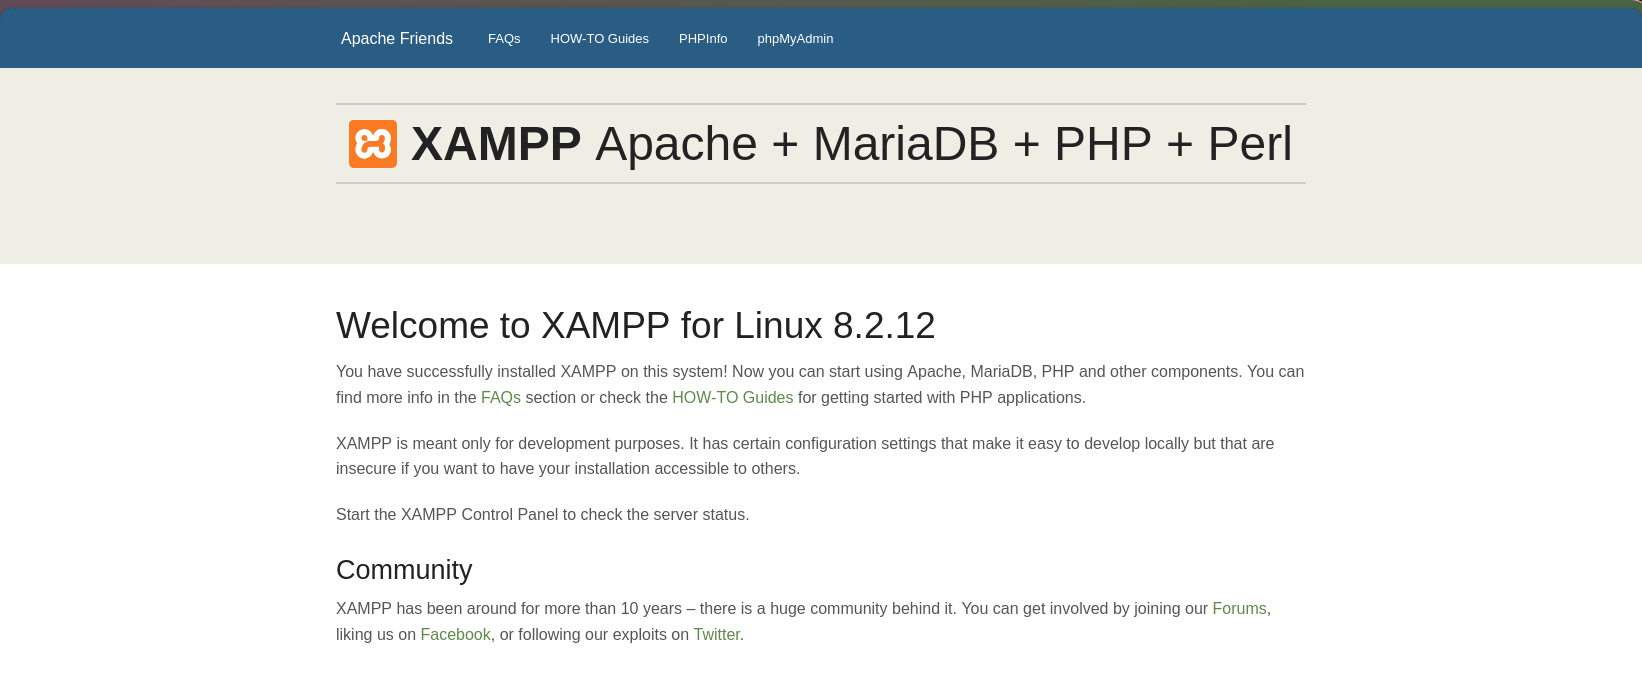 Apache Friends FAQs HOW-TO Guides PHPInfo phpMyAdmin
XAMPP Apache + MariaDB + PHP + Perl
Welcome to XAMPP for Linux 8.2.12
You have successfully installed XAMPP on this system! Now you can start using Apache, MariaDB, PHP and other components. You can
find more info in the FAQs section or check the HOW-TO Guides for getting started with PHP applications.
XAMPP is meant only for development purposes. It has certain configuration settings that make it easy to develop locally but that are
insecure if you want to have your installation accessible to others.
Start the XAMPP Control Panel to check the server status.
Community
XAMPP has been around for more than 10 years – there is a huge community behind it. You can get involved by joining our Forums,
liking us on Facebook, or following our exploits on Twitter.